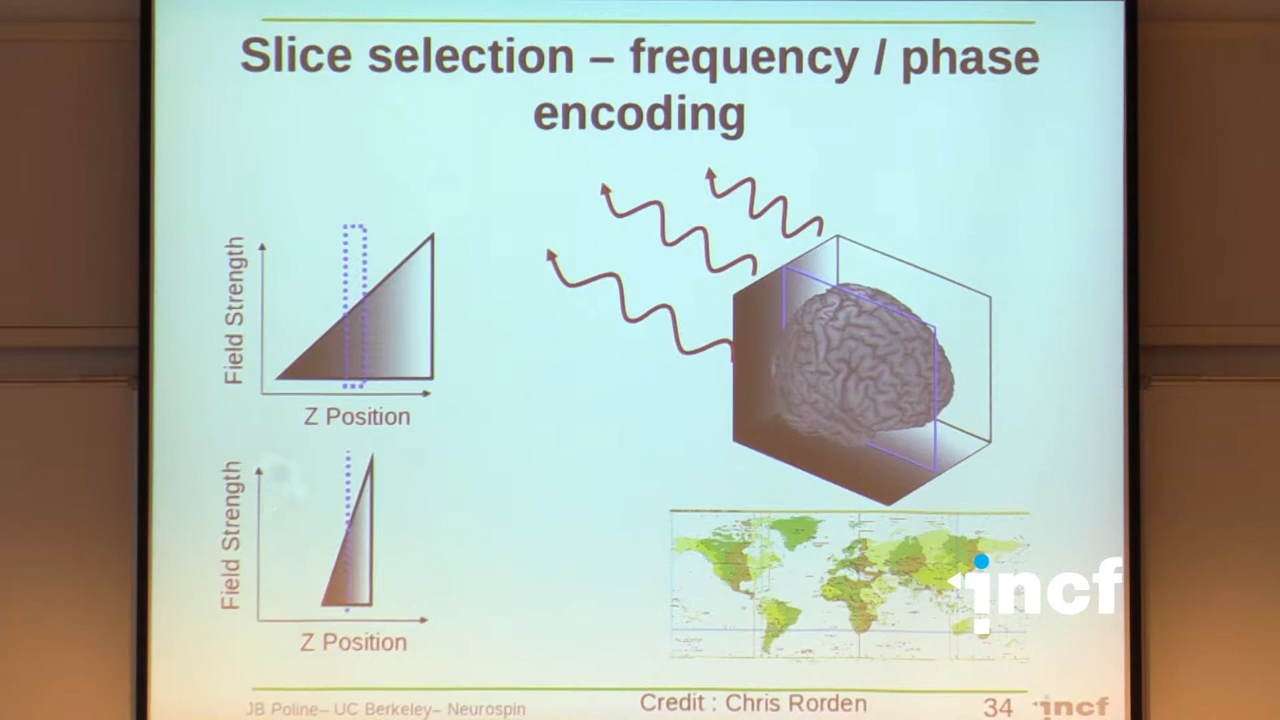 Slice selection – frequency / phase
encoding
Field Strength
Z Position
Field Strength
Z Position
incf
JB Poline– UC Berkeley– Neurospin
Credit : Chris Rorden
34
incf